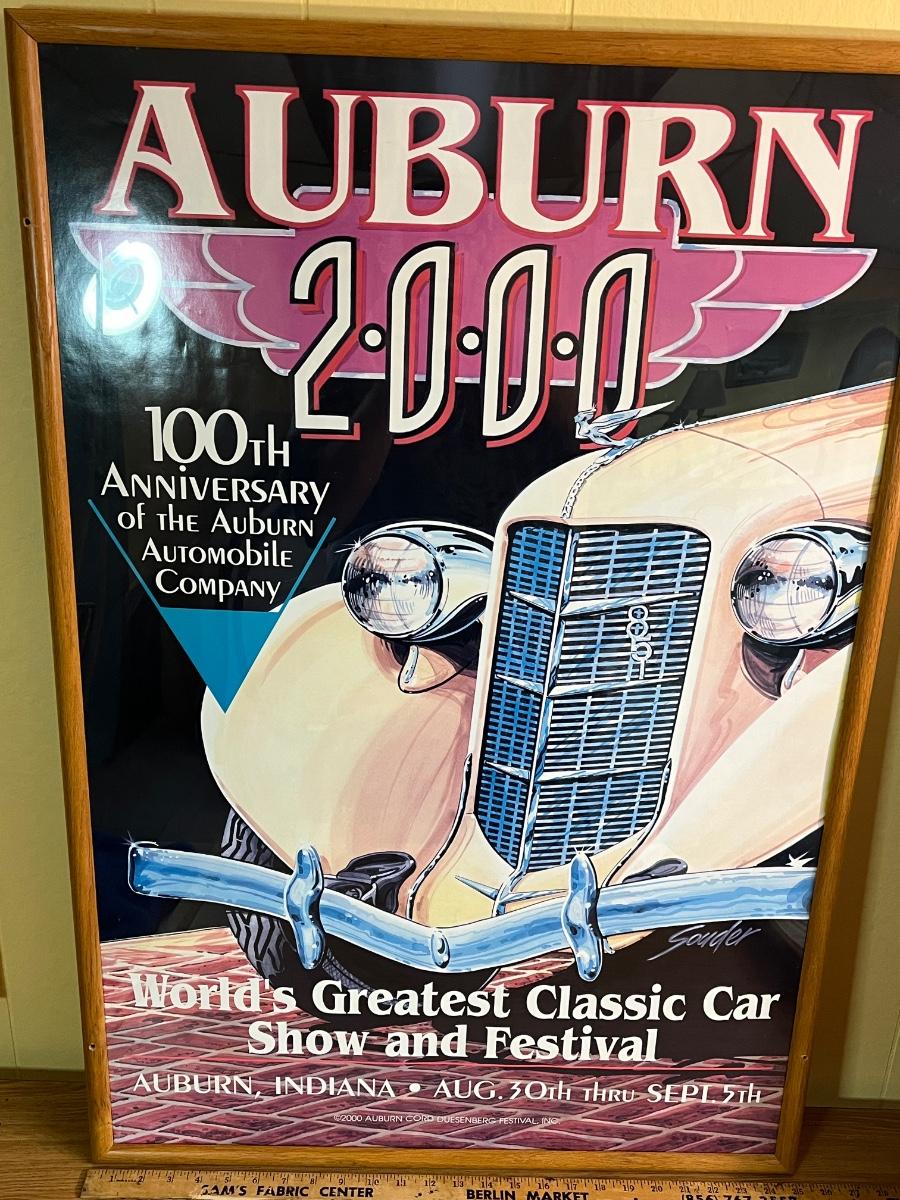 AUBURN
2·0·0·0
100TH
ANNIVERSARY
OF THE AUBURN
AUTOMOBILE
COMPANY
85
Souder
World's Greatest Classic Car
Show and Festival
AUBURN, INDIANA • AUG. 30TH THRU SEPT. 5TH
©2000 AUBURN CORD DUESENBERG FESTIVAL, INC.
SAM'S FABRIC CENTER BERLIN MARKET